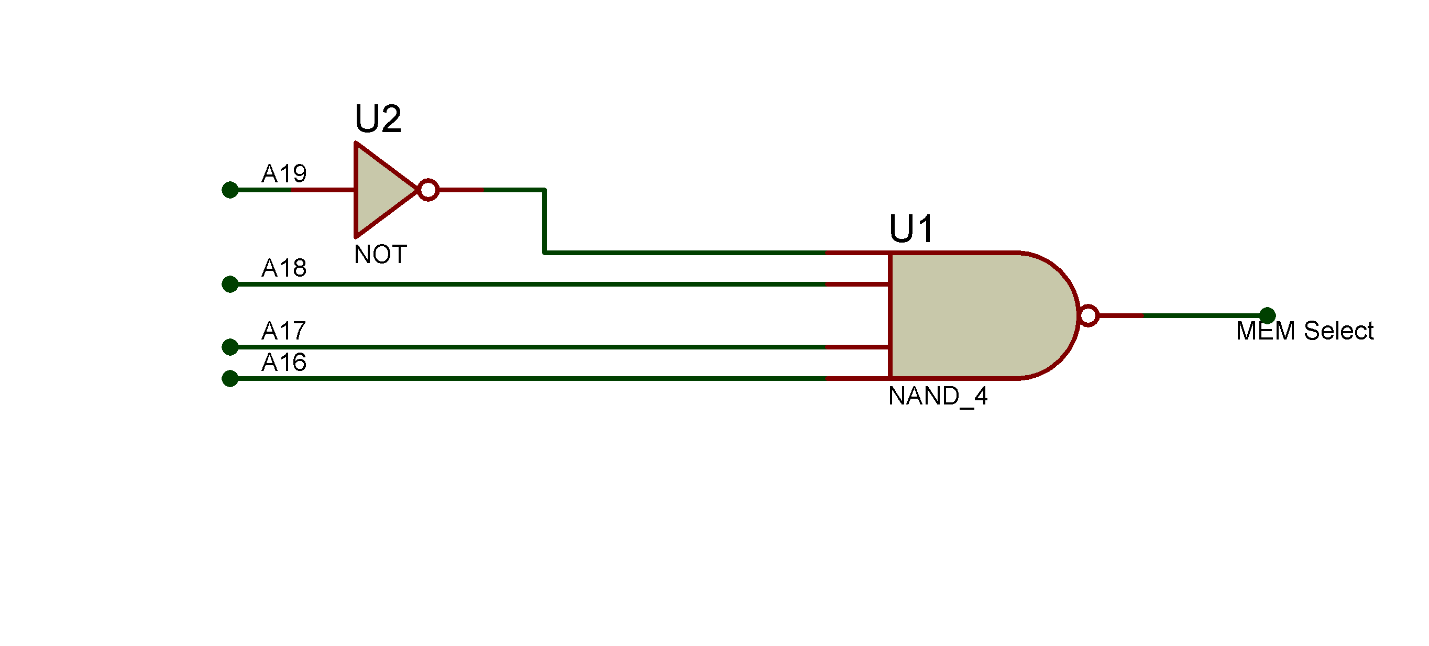 U2
A19
NOT
U1
A18
A17
MEM Select
A16
NAND_4